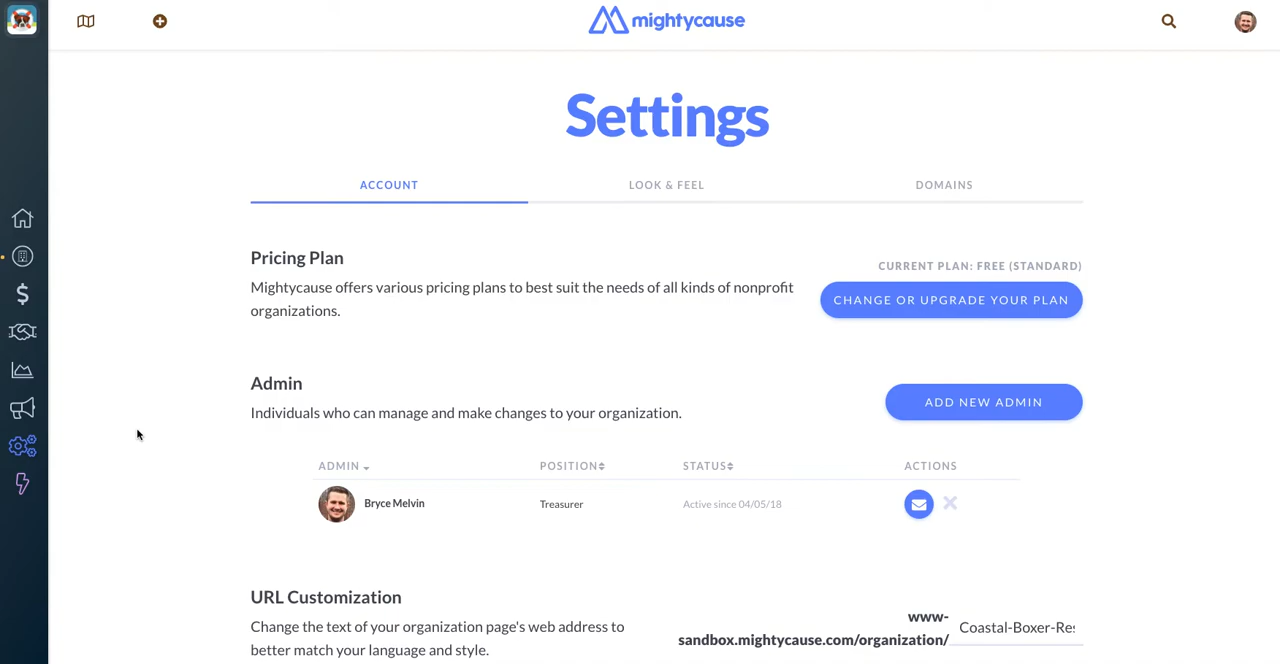 mightycause
Settings
ACCOUNT
LOOK & FEEL
DOMAINS
Pricing Plan
Mightycause offers various pricing plans to best suit the needs of all kinds of nonprofit
organizations.
CURRENT PLAN: FREE (STANDARD)
CHANGE OR UPGRADE YOUR PLAN
Admin
Individuals who can manage and make changes to your organization.
ADD NEW ADMIN
ADMIN POSITION STATUS ACTIONS
Bryce Melvin Treasurer Active since 04/05/18
URL Customization
Change the text of your organization page's web address to
better match your language and style.
www-
sandbox.mightycause.com/organization/
Coastal-Boxer-Res